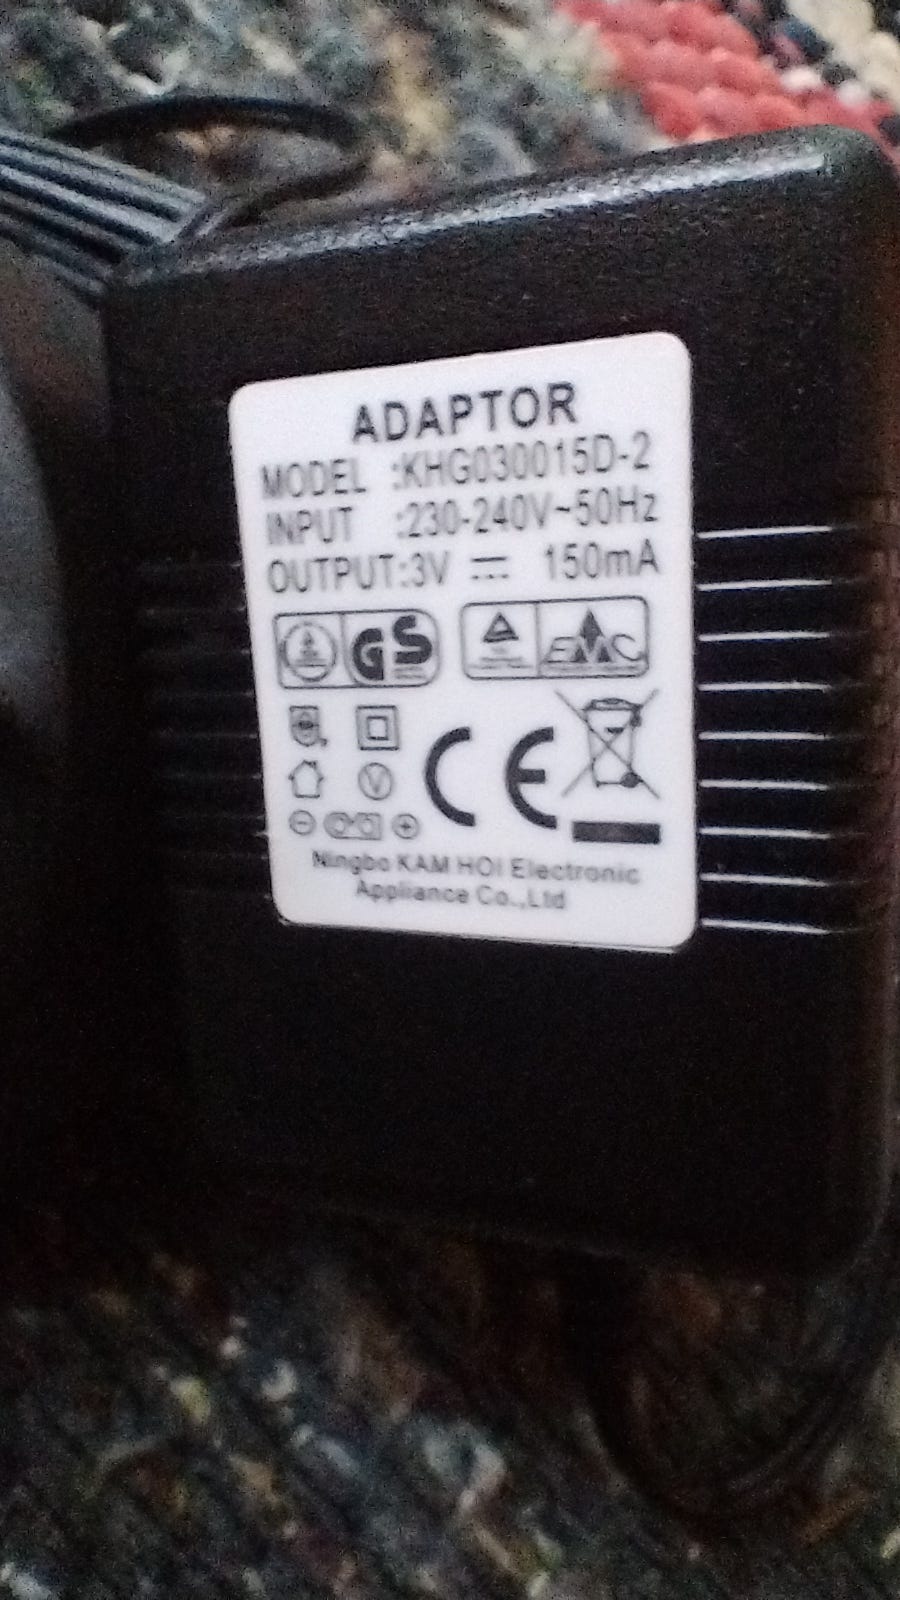 ADAPTOR
MODEL :KHG030015D-2
INPUT :230-240V~50Hz
OUTPUT:3V ⎓ 150mA
GS EMC
V
CE
Ningbo KAM HOI Electronic
Appliance Co.,Ltd